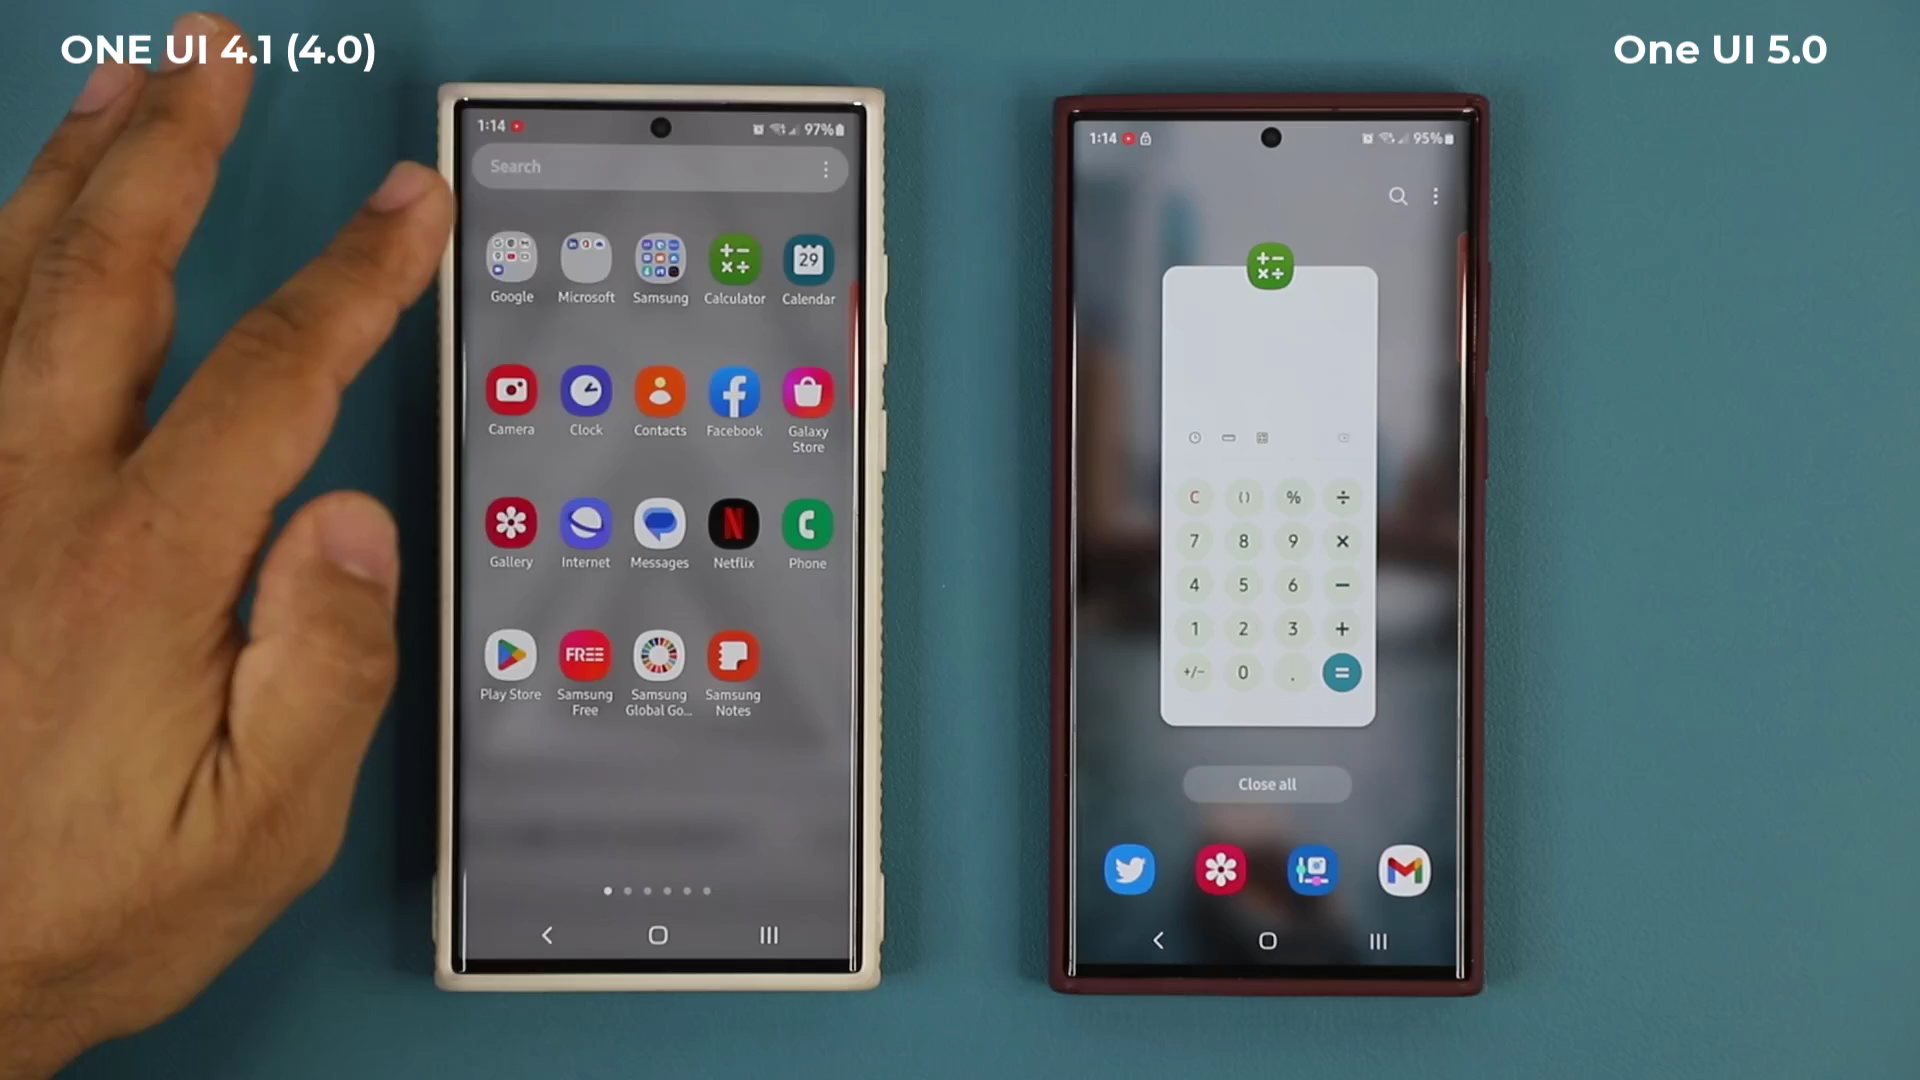 ONE UI 4.1 (4.0)
One UI 5.0
1:14
97%
Search
Google
Microsoft
Samsung
Calculator
29
Calendar
Camera
Clock
Contacts
Facebook
Galaxy
Store
Gallery
Internet
Messages
N
Netflix
Phone
Play Store
FREE
Samsung
Free
Samsung
Global Go...
Samsung
Notes
1:14
95%
C ( ) % ÷
7 8 9 ×
4 5 6 −
1 2 3 +
+/− 0 . =
Close all